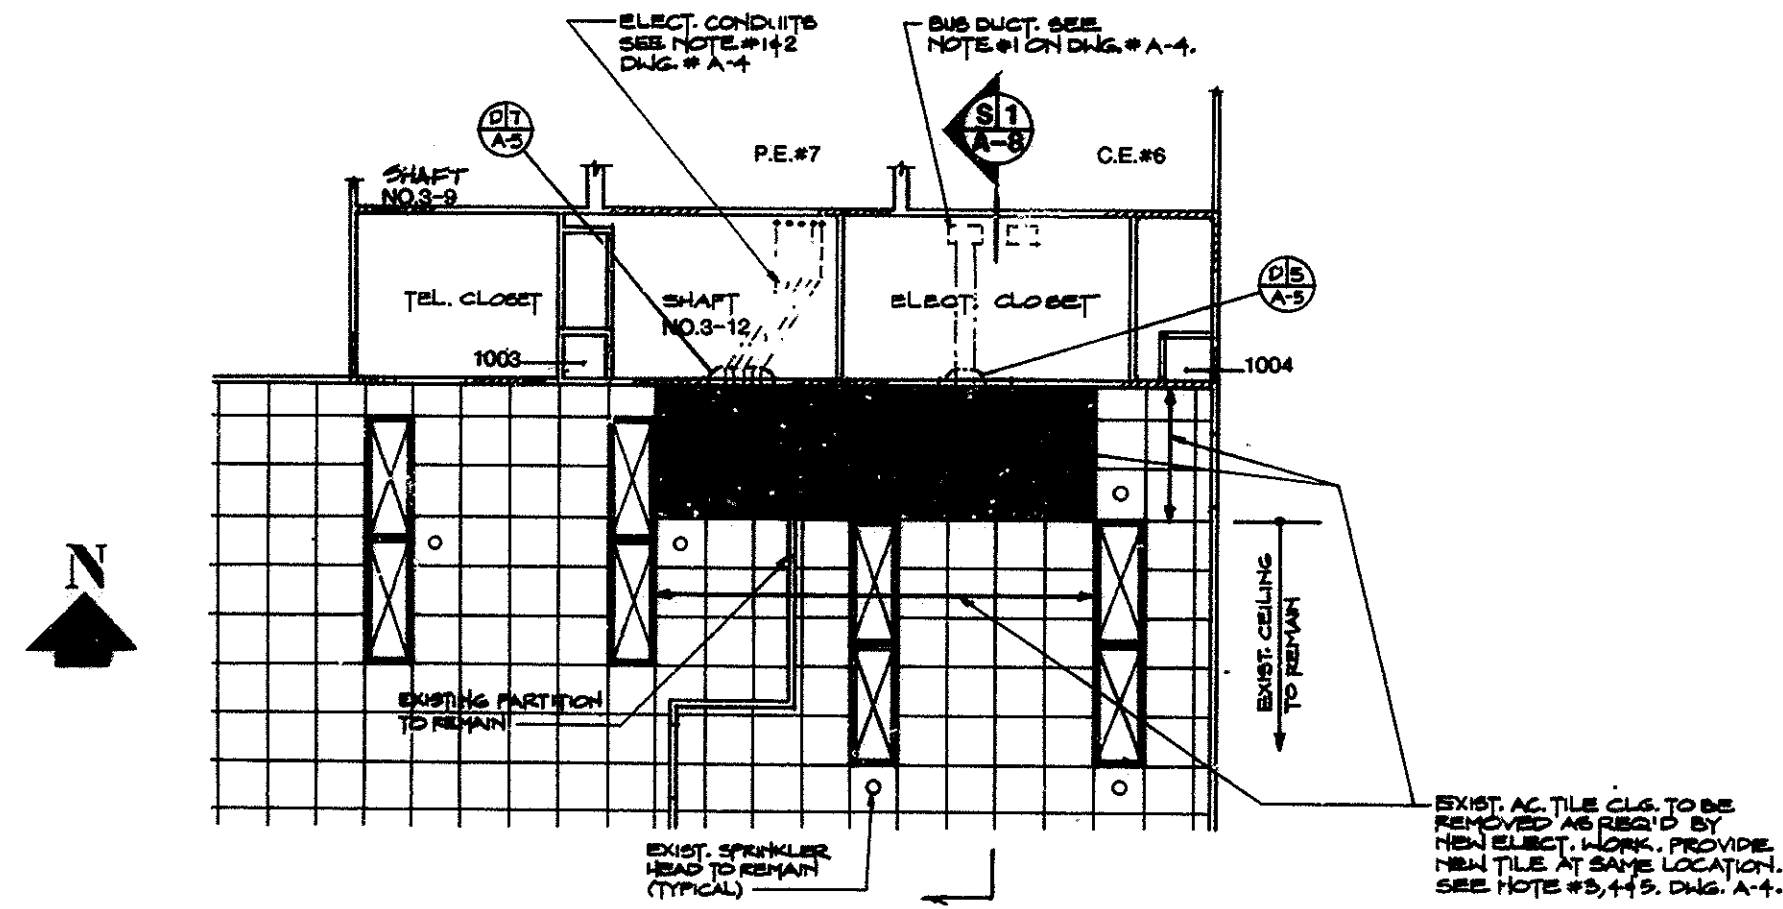 ELECT. CONDUITS
SEE NOTE #1&2
DWG. # A-4
BUS DUCT. SEE
NOTE #1 ON DWG. # A-4.
D 7
A-5
S 1
A-8
P.E.#7
C.E.#6
SHAFT
NO.3-9
D 5
A-5
TEL. CLOSET
SHAFT
NO.3-12
ELECT. CLOSET
1003
1004
N
EXIST. CEILING
TO REMAIN
EXISTING PARTITION
TO REMAIN
EXIST. SPRINKLER
HEAD TO REMAIN
(TYPICAL)
EXIST. AC. TILE CLG. TO BE
REMOVED AS REQ'D BY
NEW ELECT. WORK. PROVIDE
NEW TILE AT SAME LOCATION.
SEE NOTE #3,4&5. DWG. A-4.